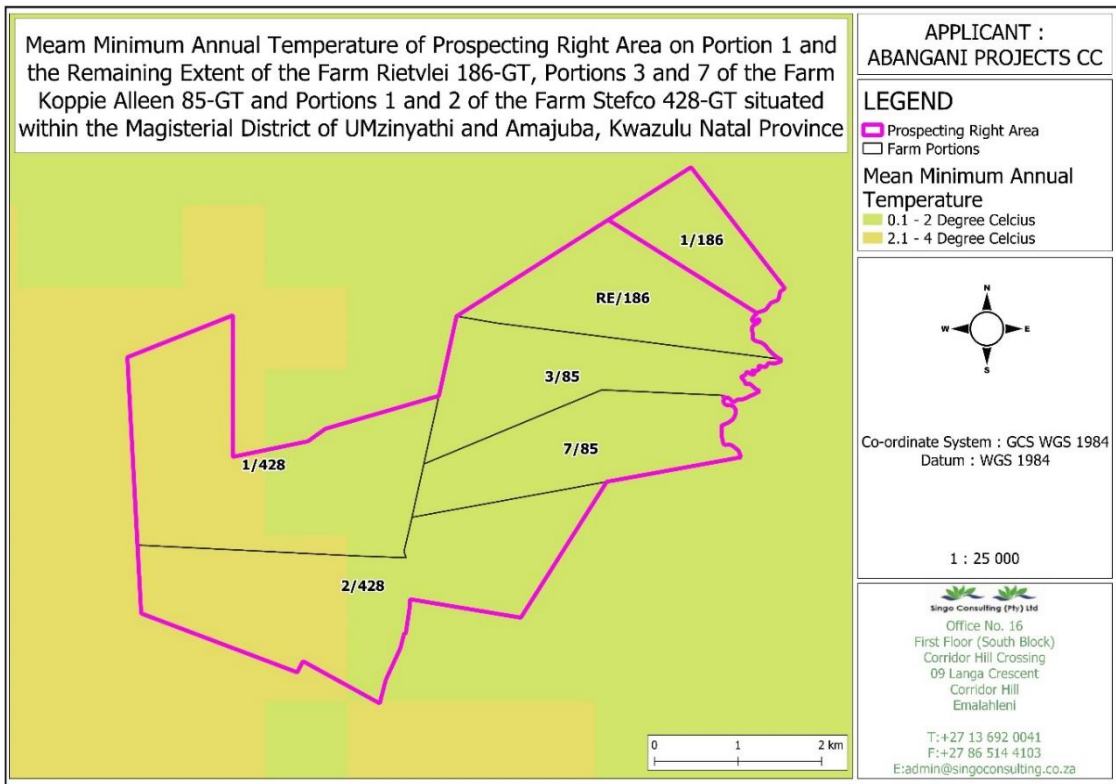 Meam Minimum Annual Temperature of Prospecting Right Area on Portion 1 and
the Remaining Extent of the Farm Rietvlei 186-GT, Portions 3 and 7 of the Farm
Koppie Alleen 85-GT and Portions 1 and 2 of the Farm Stefco 428-GT situated
within the Magisterial District of UMzinyathi and Amajuba, Kwazulu Natal Province
1/186
RE/186
3/85
7/85
1/428
2/428
0 1 2 km
APPLICANT :
ABANGANI PROJECTS CC
LEGEND
Prospecting Right Area
Farm Portions
Mean Minimum Annual
Temperature
0.1 - 2 Degree Celcius
2.1 - 4 Degree Celcius
N
W E
S
Co-ordinate System : GCS WGS 1984
Datum : WGS 1984
1 : 25 000
Singo Consulting (Pty) Ltd
Office No. 16
First Floor (South Block)
Corridor Hill Crossing
09 Langa Crescent
Corridor Hill
Emalahleni
T:+27 13 692 0041
F:+27 86 514 4103
E:admin@singoconsulting.co.za